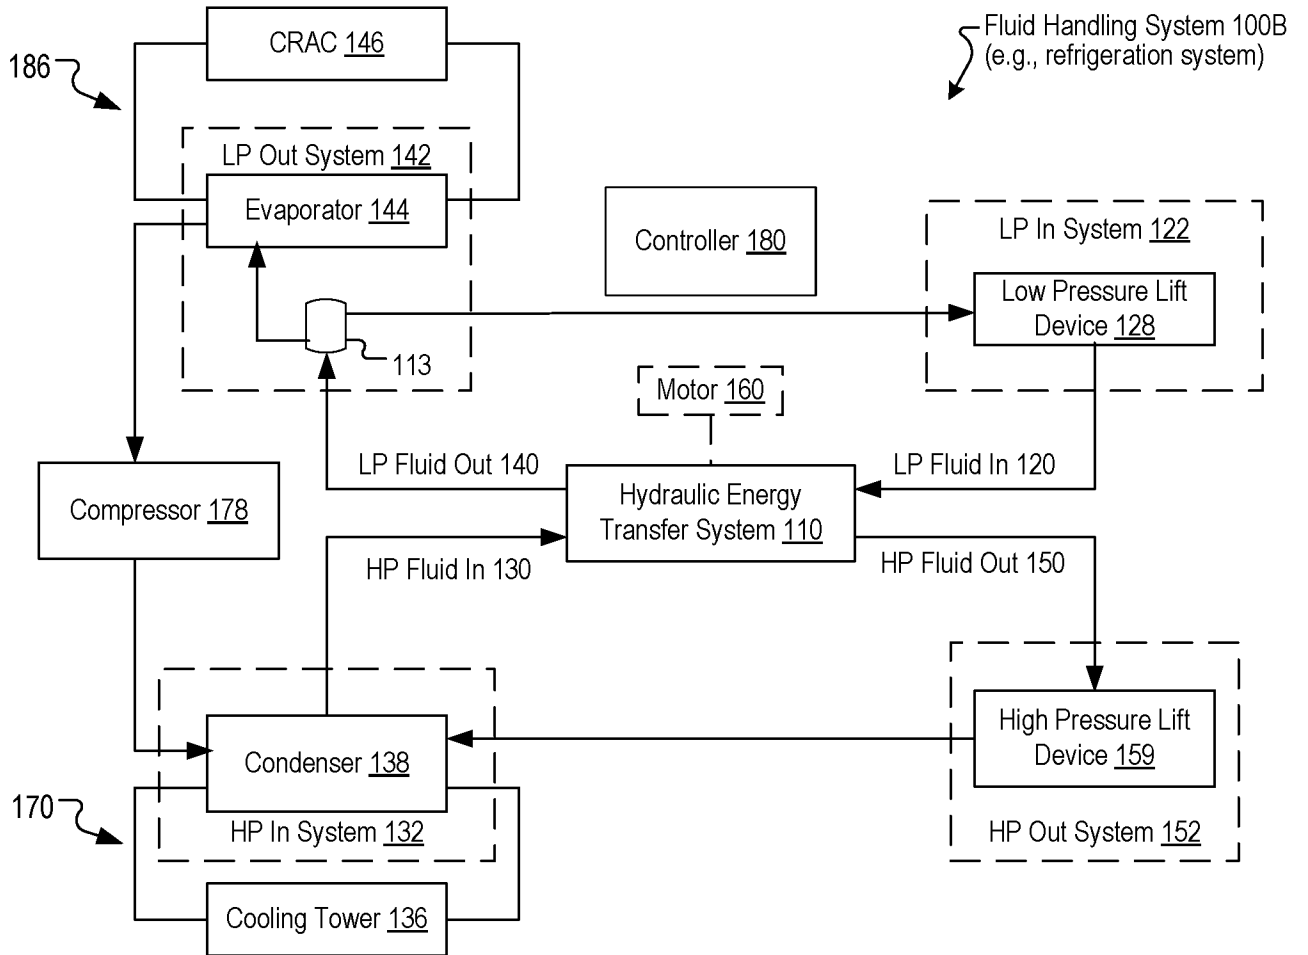 CRAC 146
Fluid Handling System 100B
(e.g., refrigeration system)
186
LP Out System 142
Evaporator 144
Controller 180
LP In System 122
Low Pressure Lift
Device 128
113
Motor 160
LP Fluid Out 140
LP Fluid In 120
Compressor 178
Hydraulic Energy
Transfer System 110
HP Fluid In 130
HP Fluid Out 150
Condenser 138
High Pressure Lift
Device 159
170
HP In System 132
HP Out System 152
Cooling Tower 136